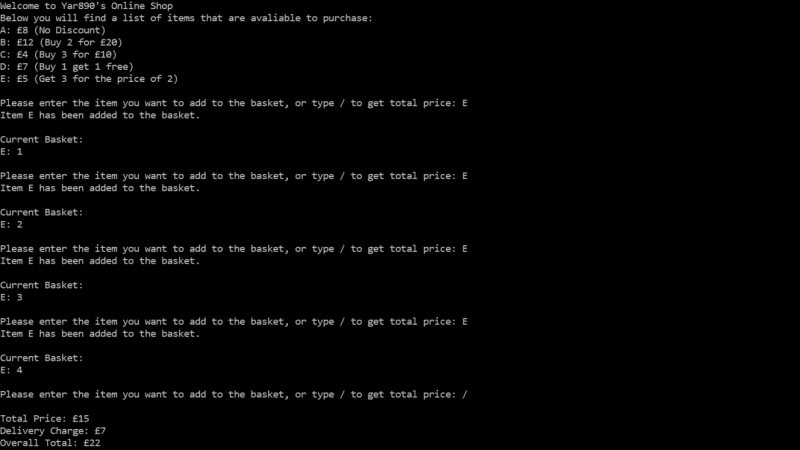 Welcome to Yar890's Online Shop
Below you will find a list of items that are avaliable to purchase:
A: £8 (No Discount)
B: £12 (Buy 2 for £20)
C: £4 (Buy 3 for £10)
D: £7 (Buy 1 get 1 free)
E: £5 (Get 3 for the price of 2)
Please enter the item you want to add to the basket, or type / to get total price: E
Item E has been added to the basket.
Current Basket:
E: 1
Please enter the item you want to add to the basket, or type / to get total price: E
Item E has been added to the basket.
Current Basket:
E: 2
Please enter the item you want to add to the basket, or type / to get total price: E
Item E has been added to the basket.
Current Basket:
E: 3
Please enter the item you want to add to the basket, or type / to get total price: E
Item E has been added to the basket.
Current Basket:
E: 4
Please enter the item you want to add to the basket, or type / to get total price: /
Total Price: £15
Delivery Charge: £7
Overall Total: £22